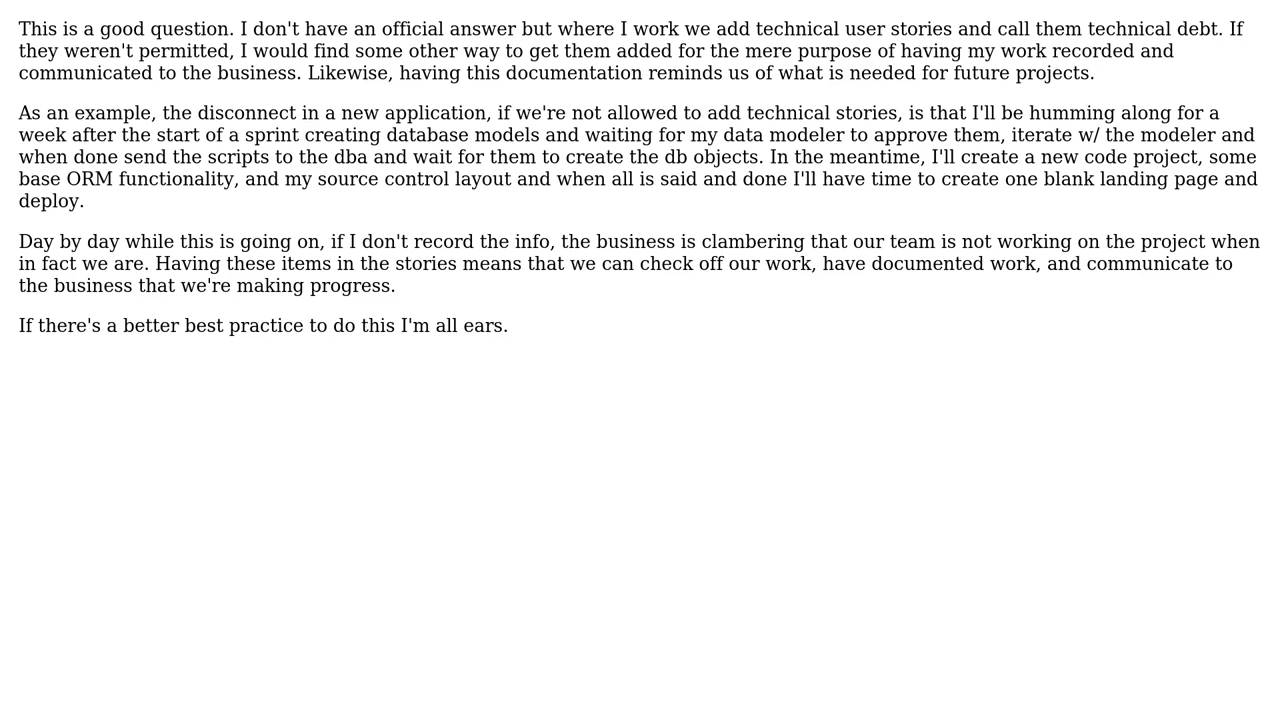 This is a good question. I don't have an official answer but where I work we add technical user stories and call them technical debt. If
they weren't permitted, I would find some other way to get them added for the mere purpose of having my work recorded and
communicated to the business. Likewise, having this documentation reminds us of what is needed for future projects.
As an example, the disconnect in a new application, if we're not allowed to add technical stories, is that I'll be humming along for a
week after the start of a sprint creating database models and waiting for my data modeler to approve them, iterate w/ the modeler and
when done send the scripts to the dba and wait for them to create the db objects. In the meantime, I'll create a new code project, some
base ORM functionality, and my source control layout and when all is said and done I'll have time to create one blank landing page and
deploy.
Day by day while this is going on, if I don't record the info, the business is clambering that our team is not working on the project when
in fact we are. Having these items in the stories means that we can check off our work, have documented work, and communicate to
the business that we're making progress.
If there's a better best practice to do this I'm all ears.